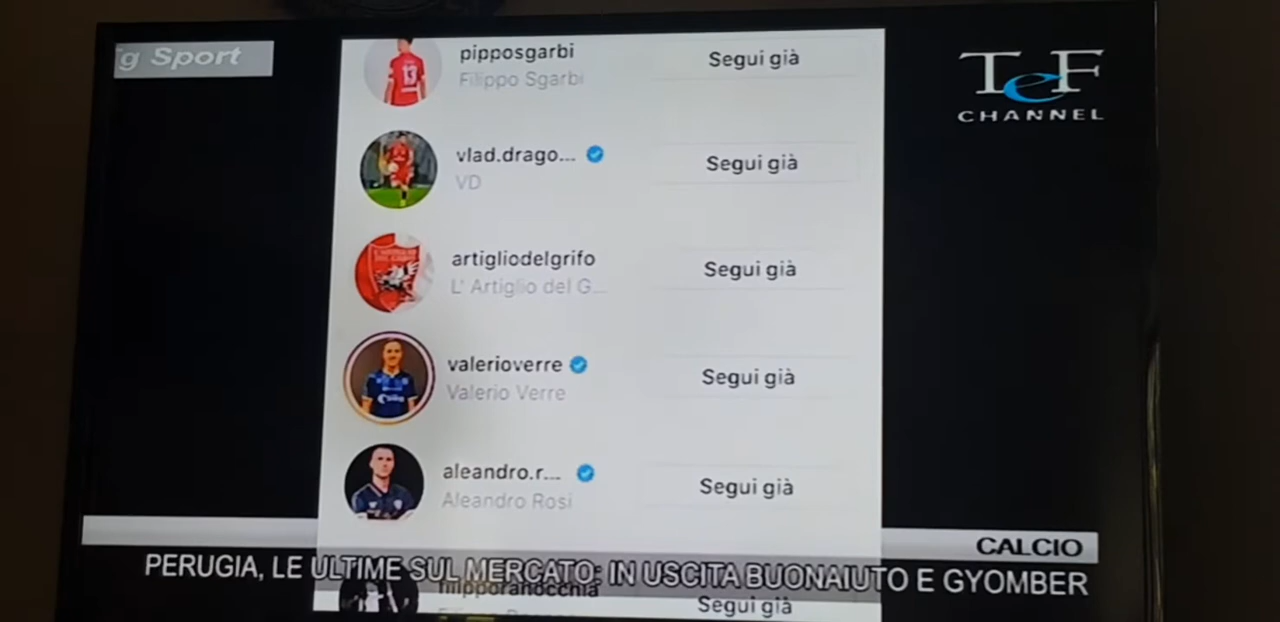 g Sport
TeF
CHANNEL
pipposgarbi
Filippo Sgarbi
Segui già
vlad.drago...
VD
Segui già
artigliodelgrifo
L' Artiglio del G...
Segui già
valerioverre
Valerio Verre
Segui già
aleandro.r...
Aleandro Rosi
Segui già
CALCIO
PERUGIA, LE ULTIME SUL MERCATO: IN USCITA BUONAIUTO E GYOMBER
filipporanocchia
Segui già